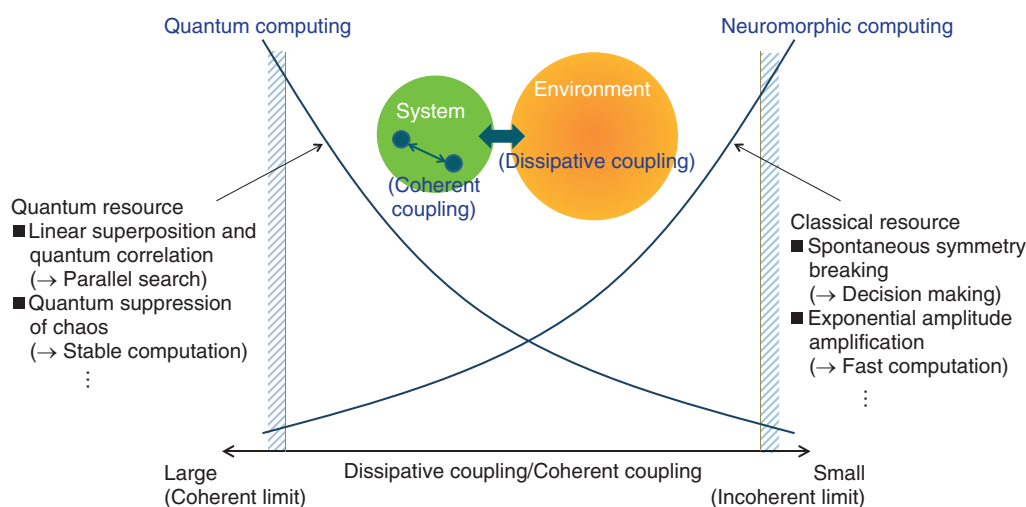 Quantum computing
Neuromorphic computing
System
Environment
(Coherent
coupling)
(Dissipative coupling)
Quantum resource
■ Linear superposition and
quantum correlation
(→ Parallel search)
■ Quantum suppression
of chaos
(→ Stable computation)
⋮
Classical resource
■ Spontaneous symmetry
breaking
(→ Decision making)
■ Exponential amplitude
amplification
(→ Fast computation)
⋮
Large
(Coherent limit)
Dissipative coupling/Coherent coupling
Small
(Incoherent limit)